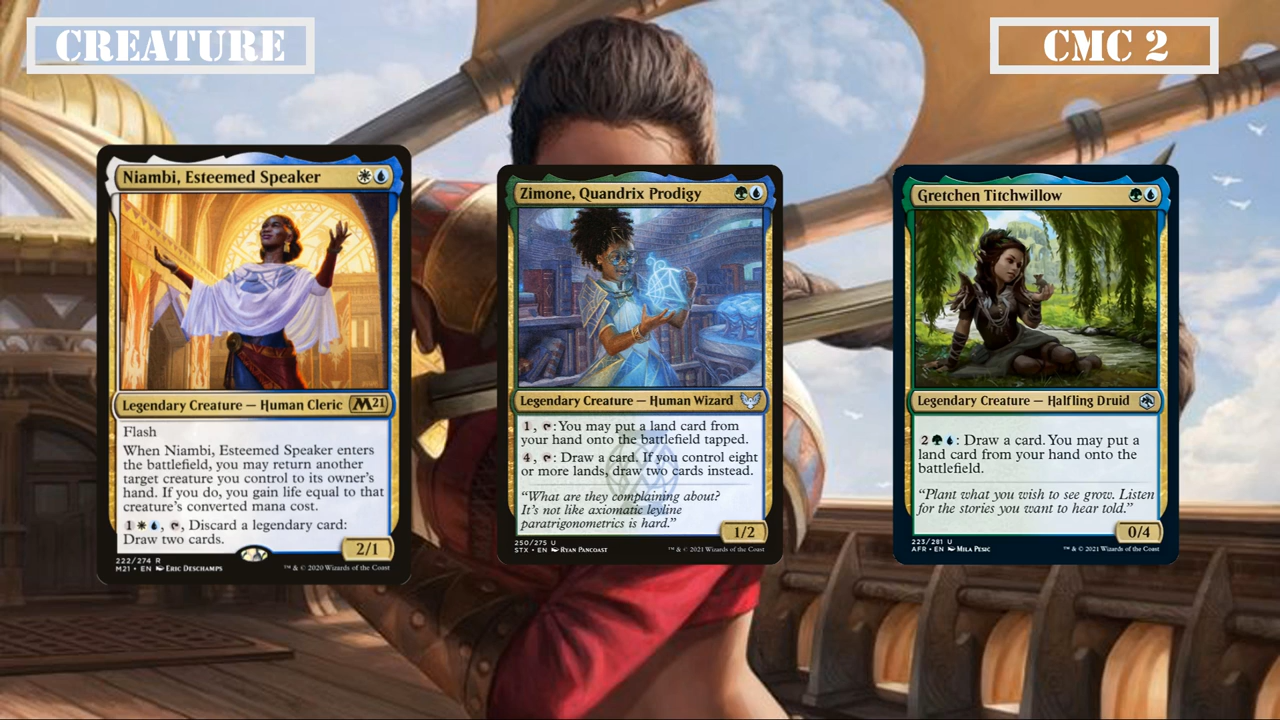 CREATURE
CMC 2
Niambi, Esteemed Speaker
Legendary Creature — Human Cleric M21
Flash
When Niambi, Esteemed Speaker enters
the battlefield, you may return another
target creature you control to its owner's
hand. If you do, you gain life equal to that
creature's converted mana cost.
1, , Discard a legendary card:
Draw two cards.
2/1
222/274 R
M21 • EN ERIC DESCHAMPS
™ & © 2020 Wizards of the Coast
Zimone, Quandrix Prodigy
Legendary Creature — Human Wizard
1, : You may put a land card from
your hand onto the battlefield tapped.
4, : Draw a card. If you control eight
or more lands, draw two cards instead.
"What are they complaining about?
It's not like axiomatic leyline
paratrigonometrics is hard."
1/2
250/275 U
STX • EN RYAN PANCOAST
™ & © 2021 Wizards of the Coast
Gretchen Titchwillow
Legendary Creature — Halfling Druid
2: Draw a card. You may put a
land card from your hand onto the
battlefield.
"Plant what you wish to see grow. Listen
for the stories you want to hear told."
0/4
223/281 U
AFR • EN MILA PESIC
™ & © 2021 Wizards of the Coast